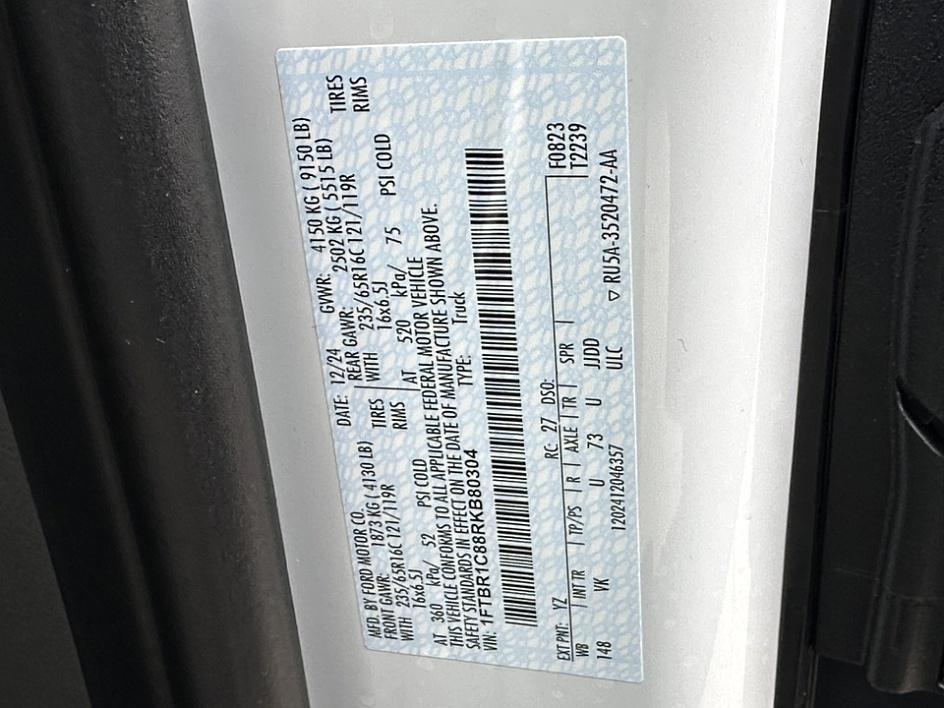 MFD. BY FORD MOTOR CO. DATE: 12/24 GVWR: 4150 KG ( 9150 LB)
FRONT GAWR: 1873 KG ( 4130 LB) REAR GAWR: 2502 KG ( 5515 LB)
WITH 235/65R16C 121/119R TIRES WITH 235/65R16C 121/119R TIRES
16x6.5J RIMS 16x6.5J RIMS
AT 360 kPa/ 52 PSI COLD AT 520 kPa/ 75 PSI COLD
THIS VEHICLE CONFORMS TO ALL APPLICABLE FEDERAL MOTOR VEHICLE
SAFETY STANDARDS IN EFFECT ON THE DATE OF MANUFACTURE SHOWN ABOVE.
VIN: 1FTBR1C88RKB80304 TYPE: Truck
EXT PNT: YZ RC: 27 DSO: F0823
WB INT TR TP/PS R AXLE TR SPR T2239
148 VK U 73 U JJDD
1202412046357 ULC ▽ RU5A-3520472-AA